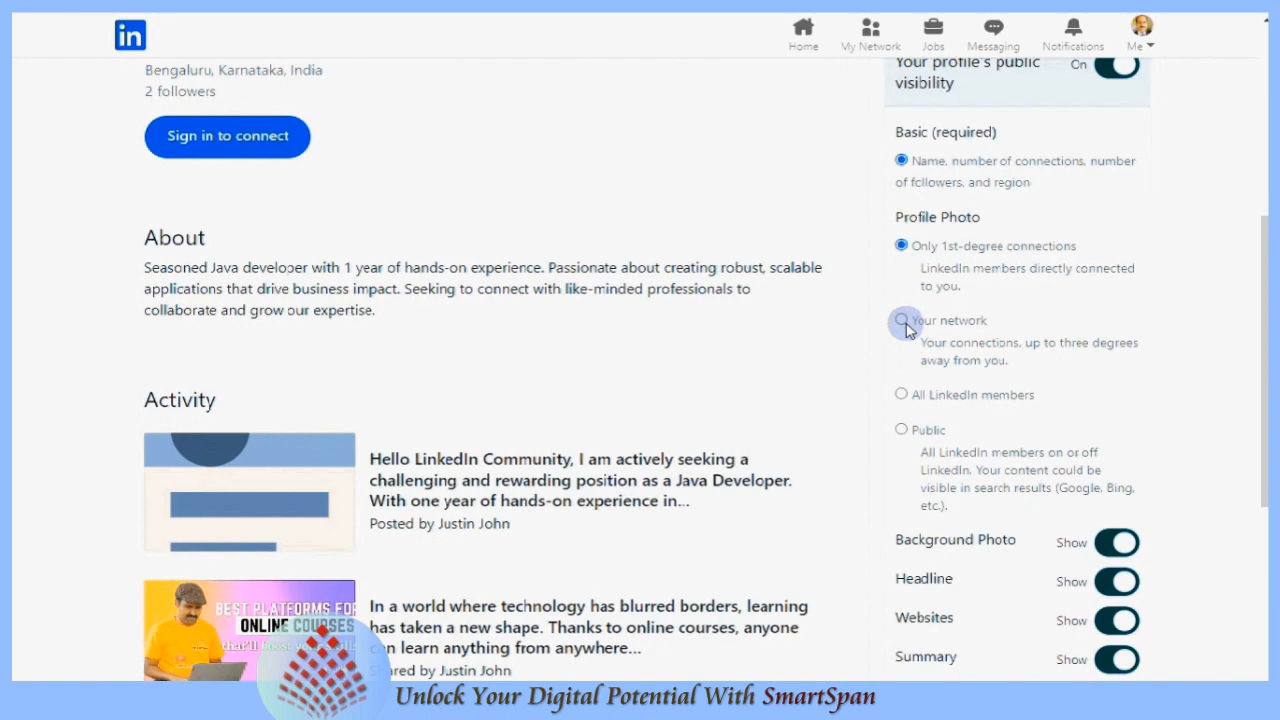 in
Home
My Network
Jobs
Messaging
Notifications
Me
Bengaluru, Karnataka, India
2 followers
Sign in to connect
About
Seasoned Java developer with 1 year of hands-on experience. Passionate about creating robust, scalable
applications that drive business impact. Seeking to connect with like-minded professionals to
collaborate and grow our expertise.
Activity
Hello LinkedIn Community, I am actively seeking a
challenging and rewarding position as a Java Developer.
With one year of hands-on experience in...
Posted by Justin John
BEST PLATFORMS FOR
ONLINE COURSES
that'll boost
In a world where technology has blurred borders, learning
has taken a new shape. Thanks to online courses, anyone
can learn anything from anywhere...
Shared by Justin John
Your profile's public
visibility
On
Basic (required)
Name, number of connections, number
of followers, and region
Profile Photo
Only 1st-degree connections
LinkedIn members directly connected
to you.
Your network
Your connections, up to three degrees
away from you.
All LinkedIn members
Public
All LinkedIn members on or off
LinkedIn. Your content could be
visible in search results (Google, Bing,
etc.).
Background Photo Show
Headline Show
Websites Show
Summary Show
Unlock Your Digital Potential With SmartSpan